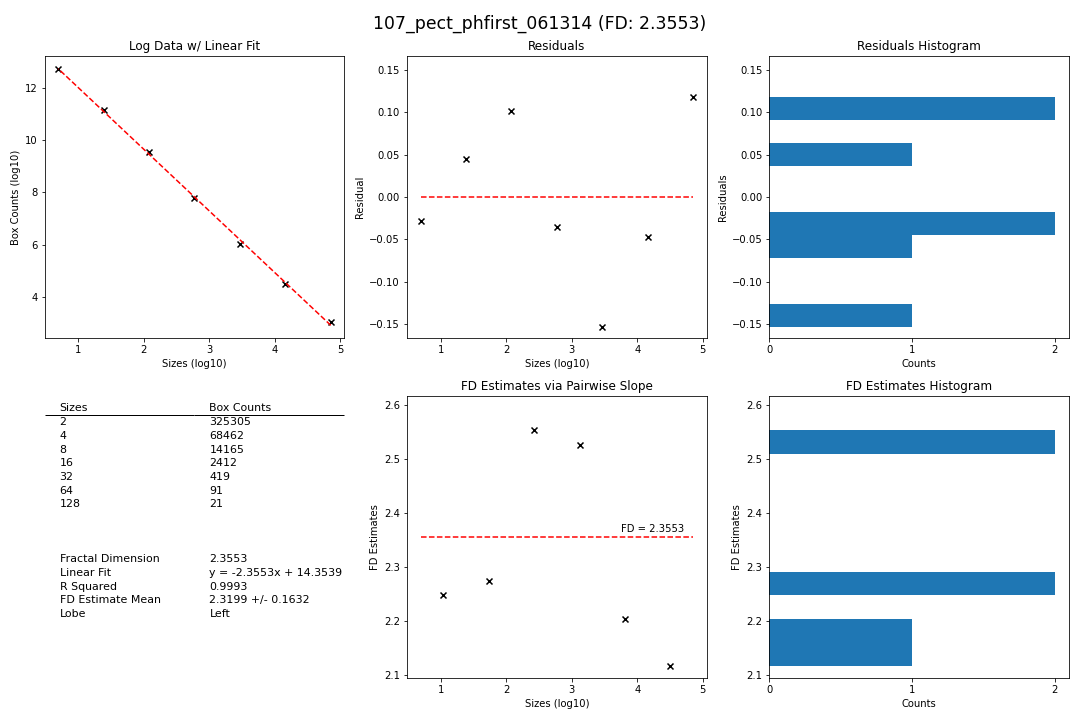 107_pect_phfirst_061314 (FD: 2.3553)
Log Data w/ Linear Fit
Box Counts (log10)
12
10
8
6
4
1 2 3 4 5
Sizes (log10)
Residuals
Residual
0.15
0.10
0.05
0.00
−0.05
−0.10
−0.15
1 2 3 4 5
Sizes (log10)
Residuals Histogram
Residuals
0.15
0.10
0.05
0.00
−0.05
−0.10
−0.15
0 1 2
Counts
Sizes Box Counts
2 325305
4 68462
8 14165
16 2412
32 419
64 91
128 21
Fractal Dimension 2.3553
Linear Fit y = -2.3553x + 14.3539
R Squared 0.9993
FD Estimate Mean 2.3199 +/- 0.1632
Lobe Left
FD Estimates via Pairwise Slope
FD Estimates
2.6
2.5
2.4
2.3
2.2
2.1
FD = 2.3553
1 2 3 4 5
Sizes (log10)
FD Estimates Histogram
FD Estimates
2.6
2.5
2.4
2.3
2.2
2.1
0 1 2
Counts